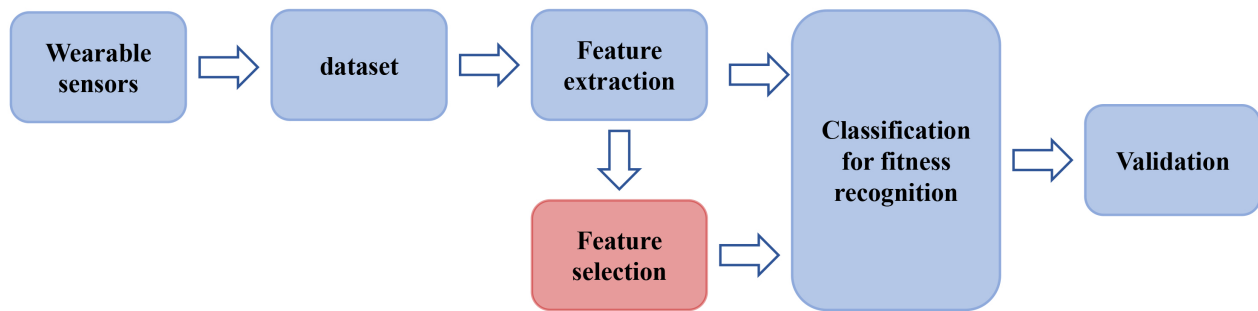 Wearable
sensors
dataset
Feature
extraction
Feature
selection
Classification
for fitness
recognition
Validation